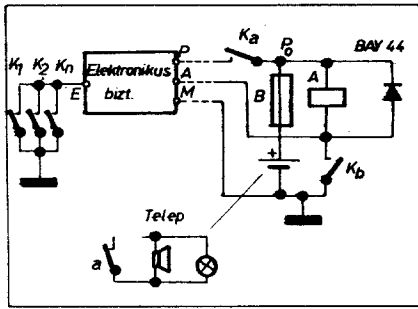 K1 K2 Kn
E
Elektronikus
bizt.
P
A
M
Ka
Po
BAY 44
B
A
+
Kb
Telep
a